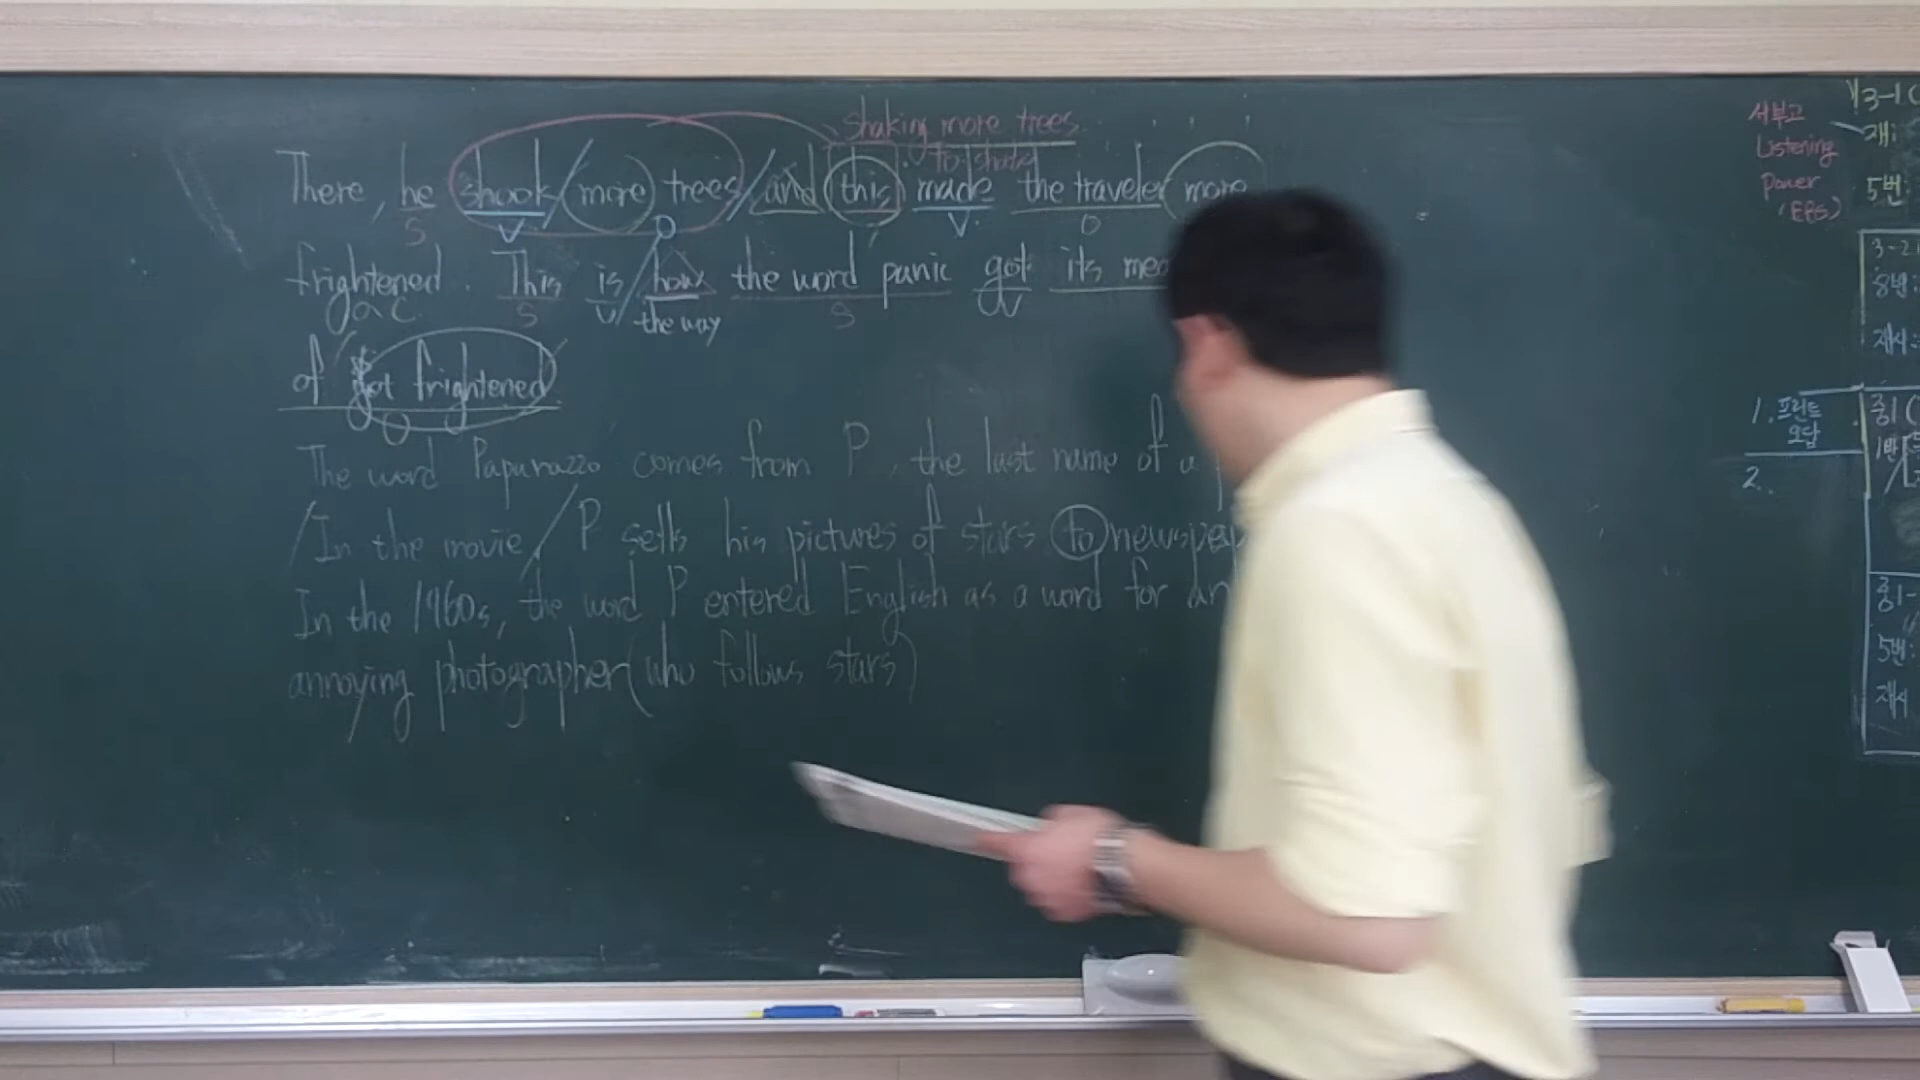 shaking more trees
to shake
There, he shook / more trees / and this made the traveler more
S V V O
frightened. This is / how the word panic got its
O.C S V the way S V
of got frightened.
O
The word Paparazzo comes from P, the last name of a
/ In the movie, / P sells his pictures of stars to
In the 1960s, the word P entered English as a word for an
annoying photographer (who follows stars)
서부고
Listening
Power
(EBS)
3-1(
재:
5번:
3-2.
8번:
재시:
1. 프린트
오답
2.
중1(
1반
중1-
5번:
재시